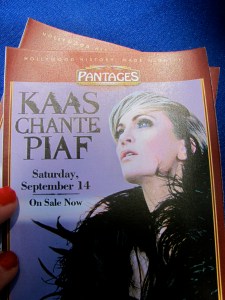 HOLLYWOOD HISTORY. MADE NIGHTLY.
PANTAGES
KAAS
CHANTE
PIAF
Saturday,
September 14
On Sale Now